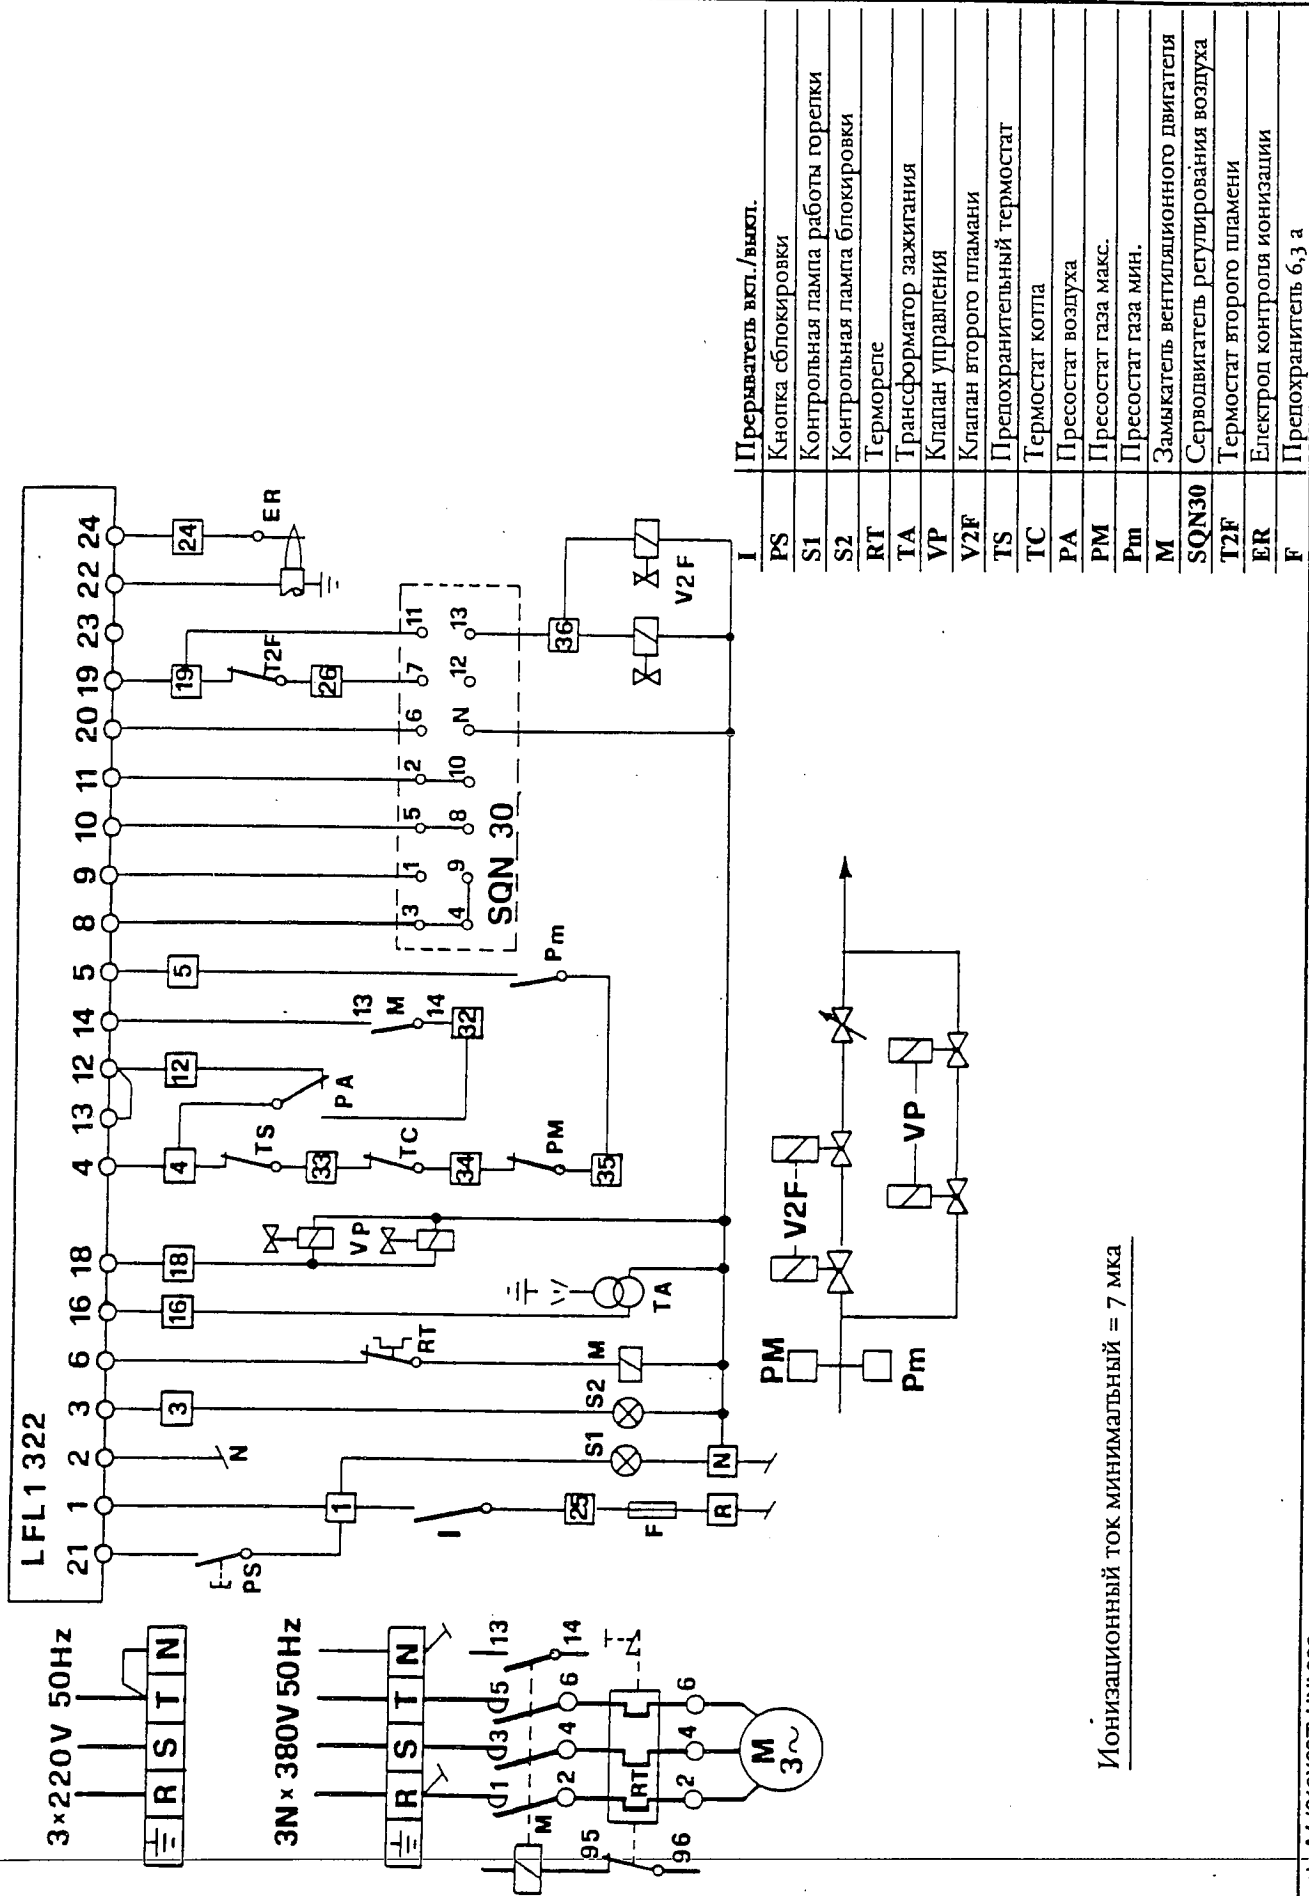 LFL1 322
21 1 2 3 6 16 18 4 13 12 14 5 8 9 10 11 20 19 23 22 24
3×220V 50Hz
R S T N
3N×380V 50Hz
R S T N
1 3 5 13
M
2 4 6 14
95 RT
96 2 4 6
M
3~
PS
1
I
25
F
R
N
3
S1
S2
N
RT
M
16
TA
18
VP
4
TS
33
TC
34
PM
35
12
PA
13
M
14
32
5
Pm
3 1 5 2 6 7 11
4 9 8 10 N 12 13
SQN 30
19
T2F
26
36
V2F
24
ER
PM
Pm
V2F
VP
Ионизационный ток минимальный = 7 мка
I Прерыватель вкл./выкл.
PS Кнопка сблокировки
S1 Контрольная лампа работы горелки
S2 Контрольная лампа блокировки
RT Термореле
TA Трансформатор зажигания
VP Клапан управления
V2F Клапан второго пламани
TS Предохранительный термостат
TC Термостат котла
PA Пресостат воздуха
PM Пресостат газа макс.
Pm Пресостат газа мин.
M Замыкатель вентиляционного двигателя
SQN30 Серводвигатель регулирования воздуха
T2F Термостат второго пламени
ER Електрод контроля ионизации
F Предохранитель 6,3 а